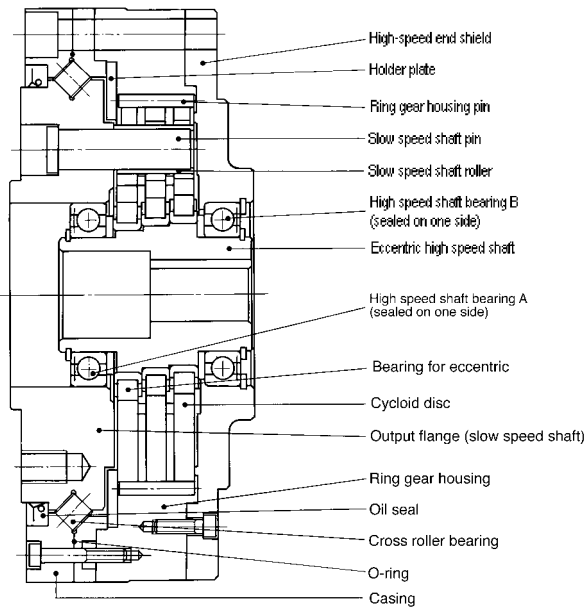 High-speed end shield
Holder plate
Ring gear housing pin
Slow speed shaft pin
Slow speed shaft roller
High speed shaft bearing B
(sealed on one side)
Eccentric high speed shaft
High speed shaft bearing A
(sealed on one side)
Bearing for eccentric
Cycloid disc
Output flange (slow speed shaft)
Ring gear housing
Oil seal
Cross roller bearing
O-ring
Casing